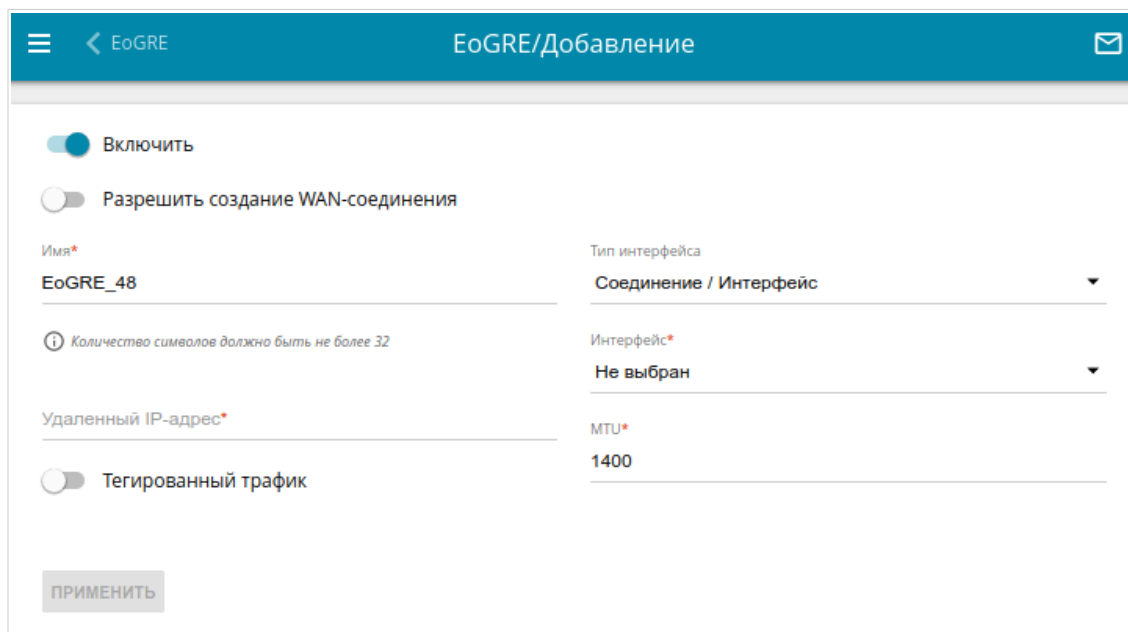 EoGRE
EoGRE/Добавление
Включить
Разрешить создание WAN-соединения
Имя*
EoGRE_48
Количество символов должно быть не более 32
Удаленный IP-адрес*
Тегированный трафик
Тип интерфейса
Соединение / Интерфейс
Интерфейс*
Не выбран
MTU*
1400
ПРИМЕНИТЬ